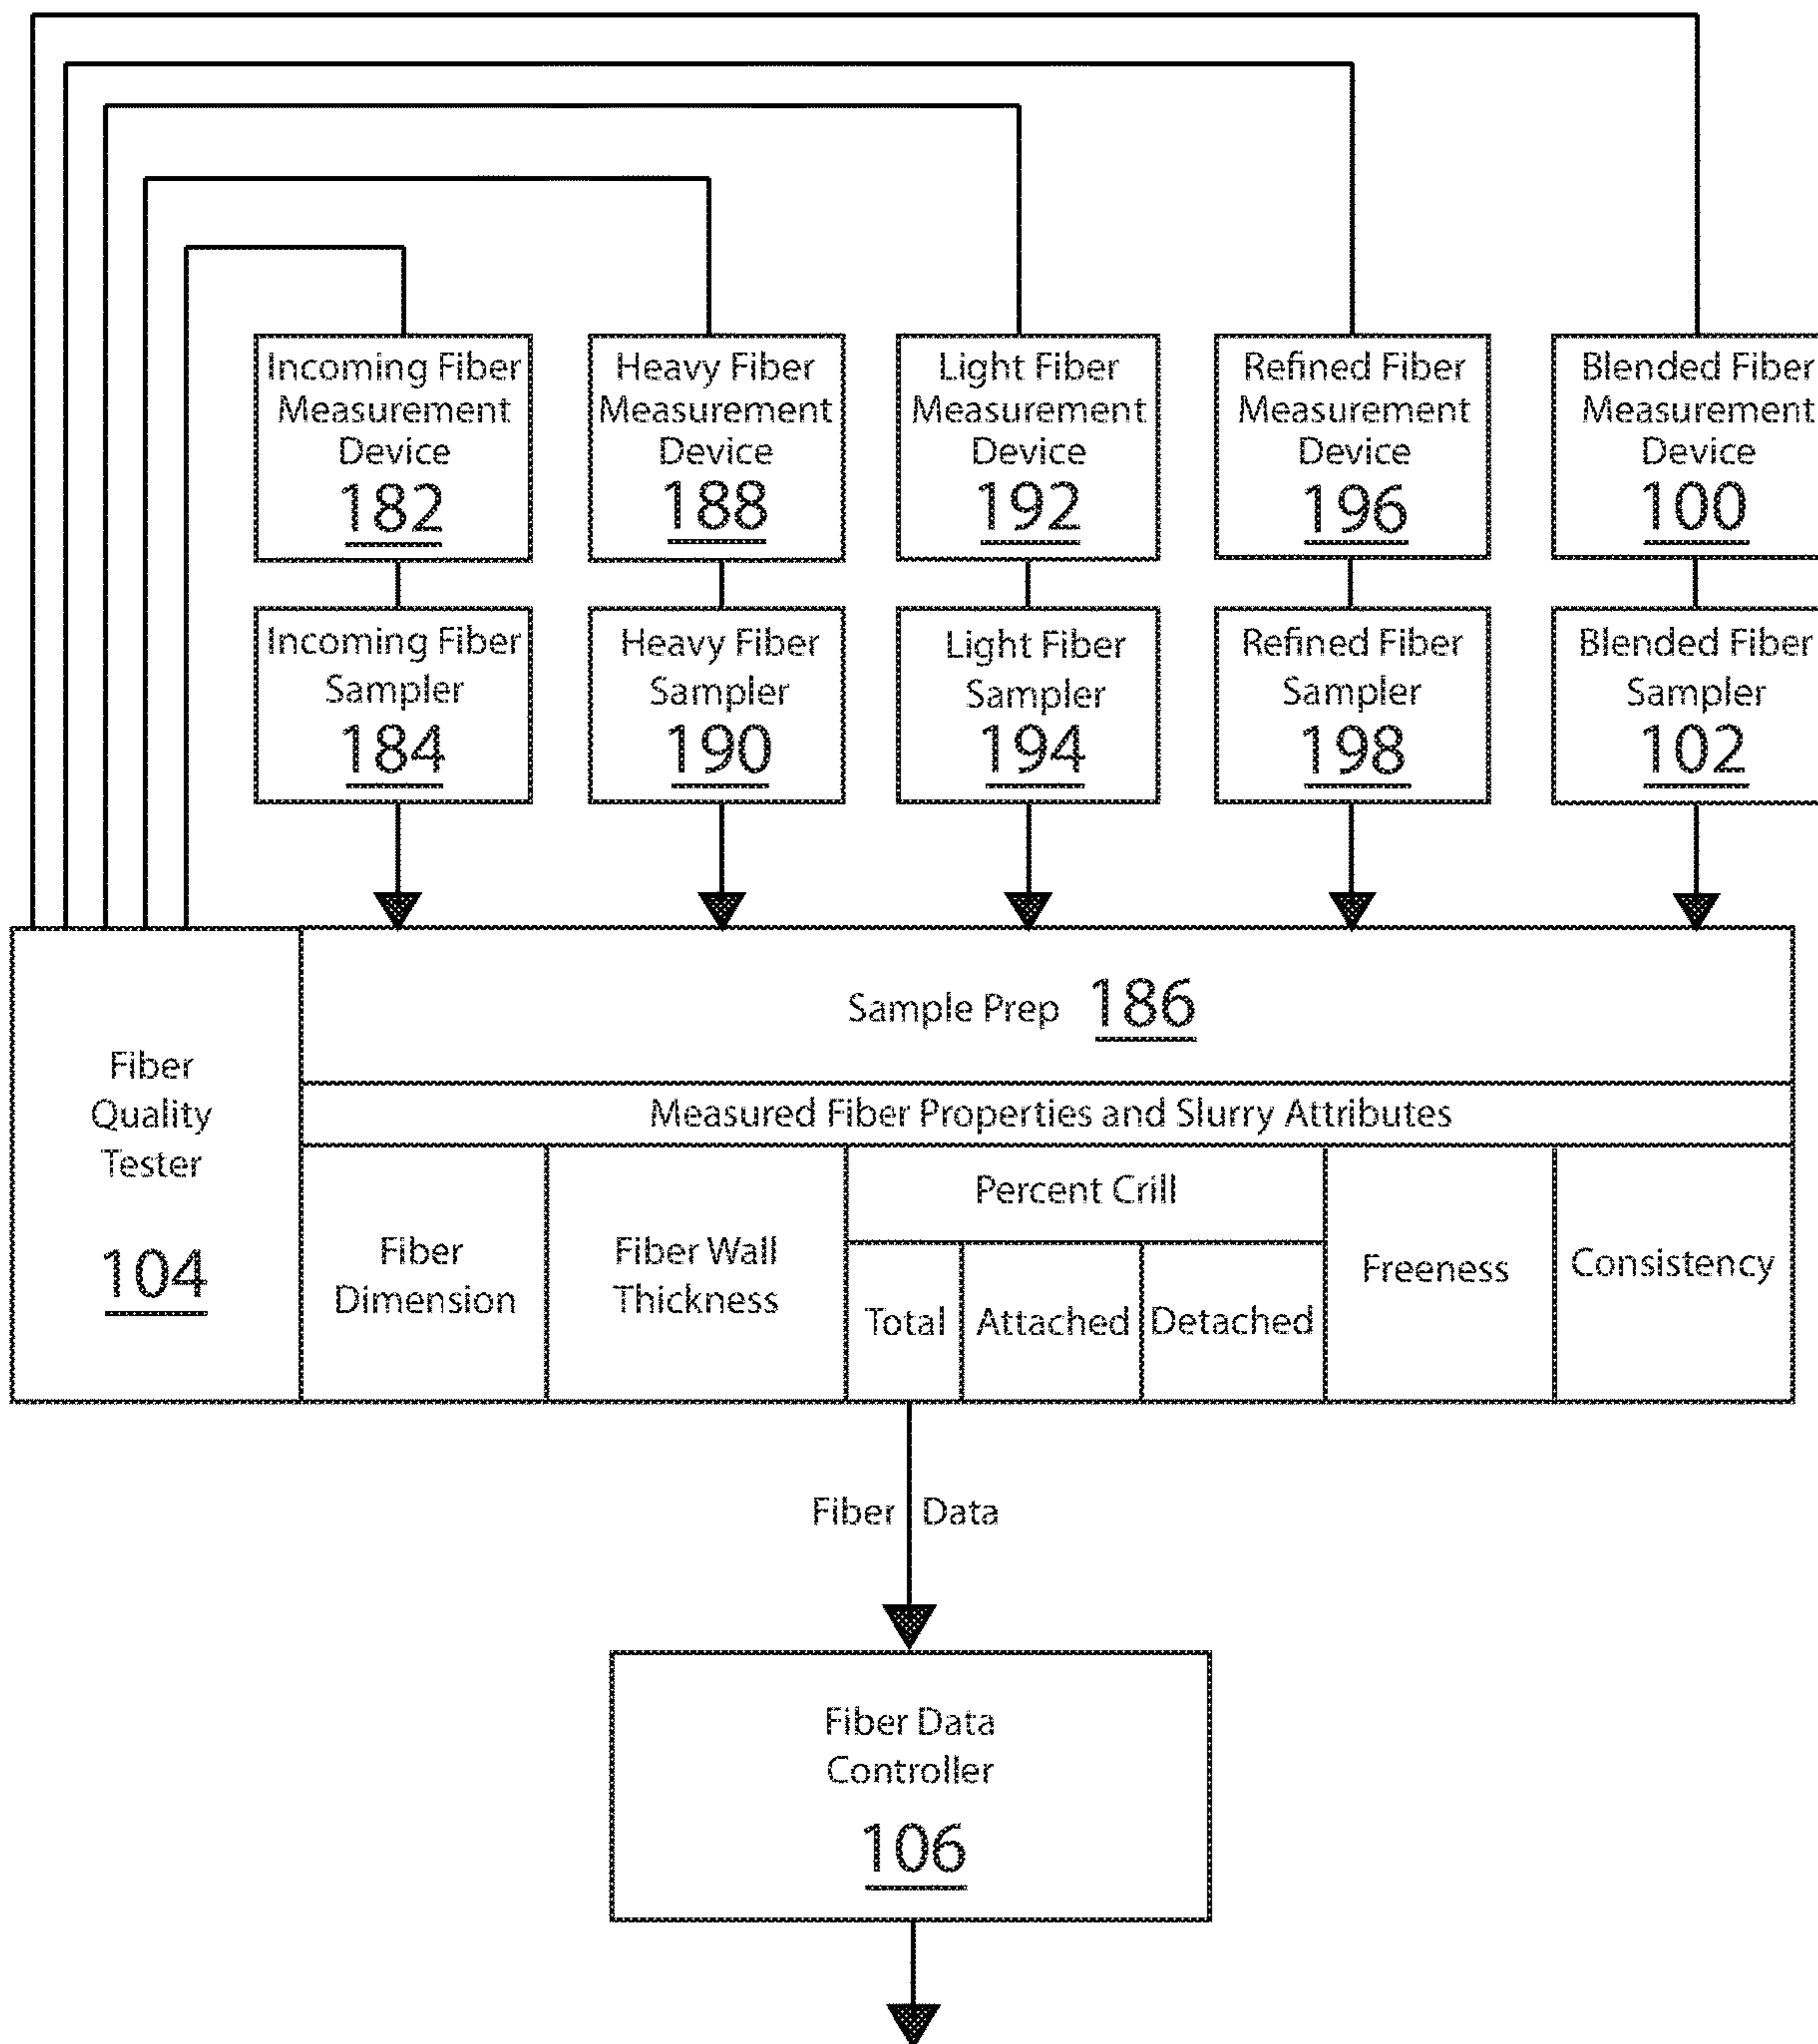 Incoming Fiber
Measurement
Device
182
Heavy Fiber
Measurement
Device
188
Light Fiber
Measurement
Device
192
Refined Fiber
Measurement
Device
196
Blended Fiber
Measurement
Device
100
Incoming Fiber
Sampler
184
Heavy Fiber
Sampler
190
Light Fiber
Sampler
194
Refined Fiber
Sampler
198
Blended Fiber
Sampler
102
Fiber
Quality
Tester
104
Sample Prep 186
Measured Fiber Properties and Slurry Attributes
Fiber
Dimension
Fiber Wall
Thickness
Percent Crill
Total
Attached
Detached
Freeness
Consistency
Fiber Data
Fiber Data
Controller
106